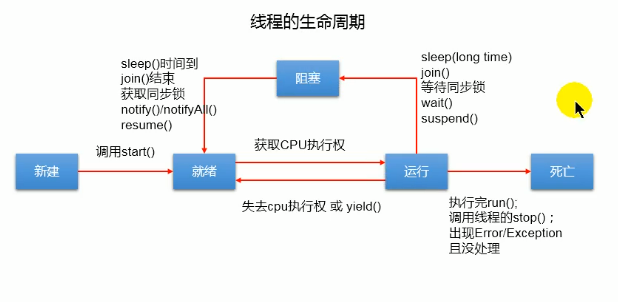 线程的生命周期
sleep()时间到
join()结束
获取同步锁
notify()/notifyAll()
resume()
阻塞
sleep(long time)
join()
等待同步锁
wait()
suspend()
新建
调用start()
就绪
获取CPU执行权
失去cpu执行权 或 yield()
运行
死亡
执行完run();
调用线程的stop()；
出现Error/Exception
且没处理